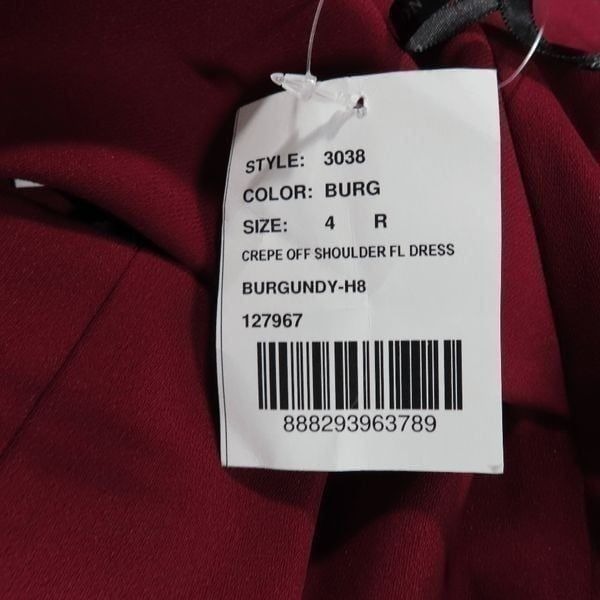 STYLE: 3038
COLOR: BURG
SIZE: 4 R
CREPE OFF SHOULDER FL DRESS
BURGUNDY-H8
127967
888293963789